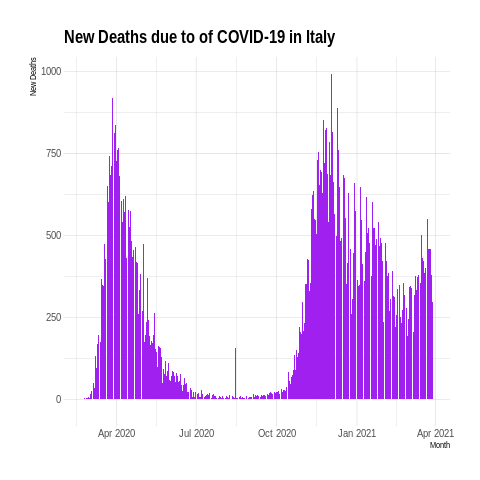 New Deaths due to of COVID-19 in Italy
New Deaths
1000
750
500
250
0
Apr 2020
Jul 2020
Oct 2020
Jan 2021
Apr 2021
Month